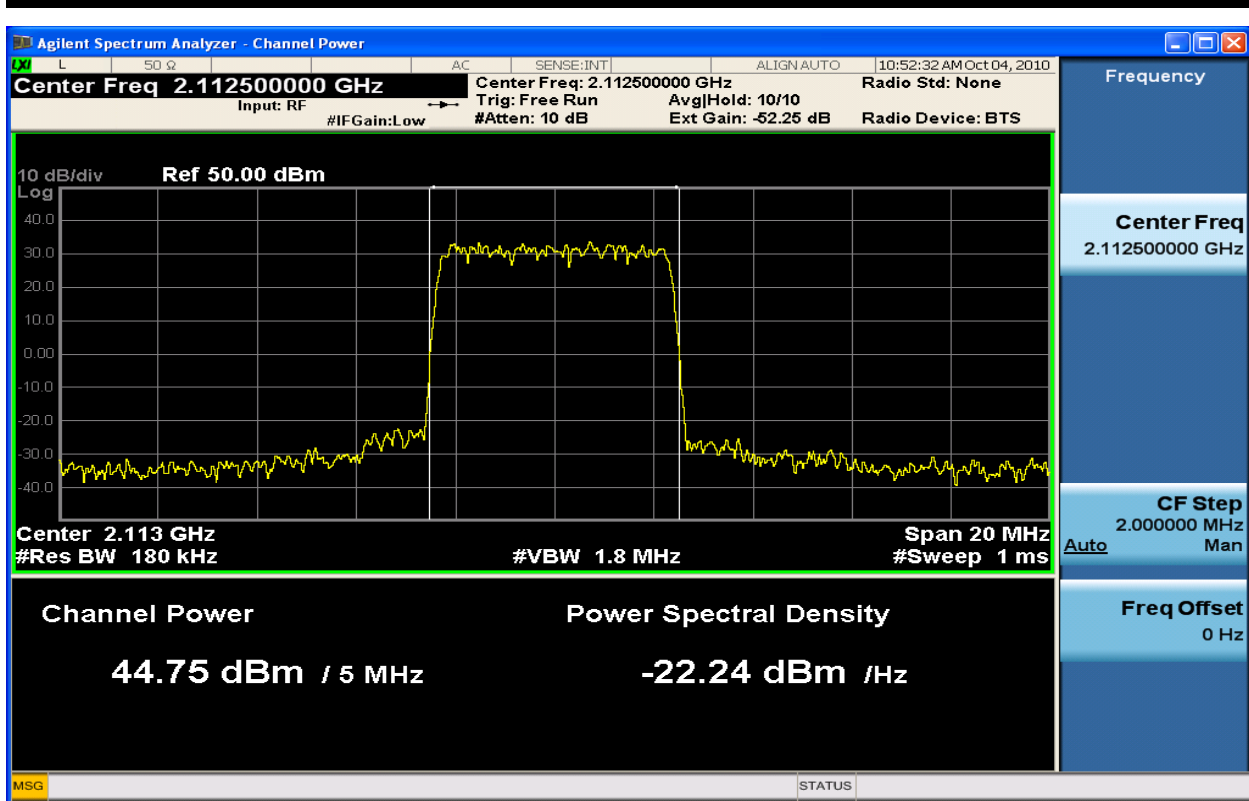 Agilent Spectrum Analyzer - Channel Power
LXI L 50 Ω AC SENSE:INT ALIGN AUTO 10:52:32 AM Oct 04, 2010
Center Freq 2.112500000 GHz
Input: RF
#IFGain:Low
Center Freq: 2.112500000 GHz
Trig: Free Run Avg|Hold: 10/10
#Atten: 10 dB Ext Gain: -52.25 dB
Radio Std: None
Radio Device: BTS
10 dB/div Ref 50.00 dBm
Log
40.0
30.0
20.0
10.0
0.00
-10.0
-20.0
-30.0
-40.0
Center 2.113 GHz Span 20 MHz
#Res BW 180 kHz #VBW 1.8 MHz #Sweep 1 ms
Channel Power Power Spectral Density
44.75 dBm / 5 MHz -22.24 dBm /Hz
Frequency
Center Freq
2.112500000 GHz
CF Step
2.000000 MHz
Auto Man
Freq Offset
0 Hz
MSG STATUS